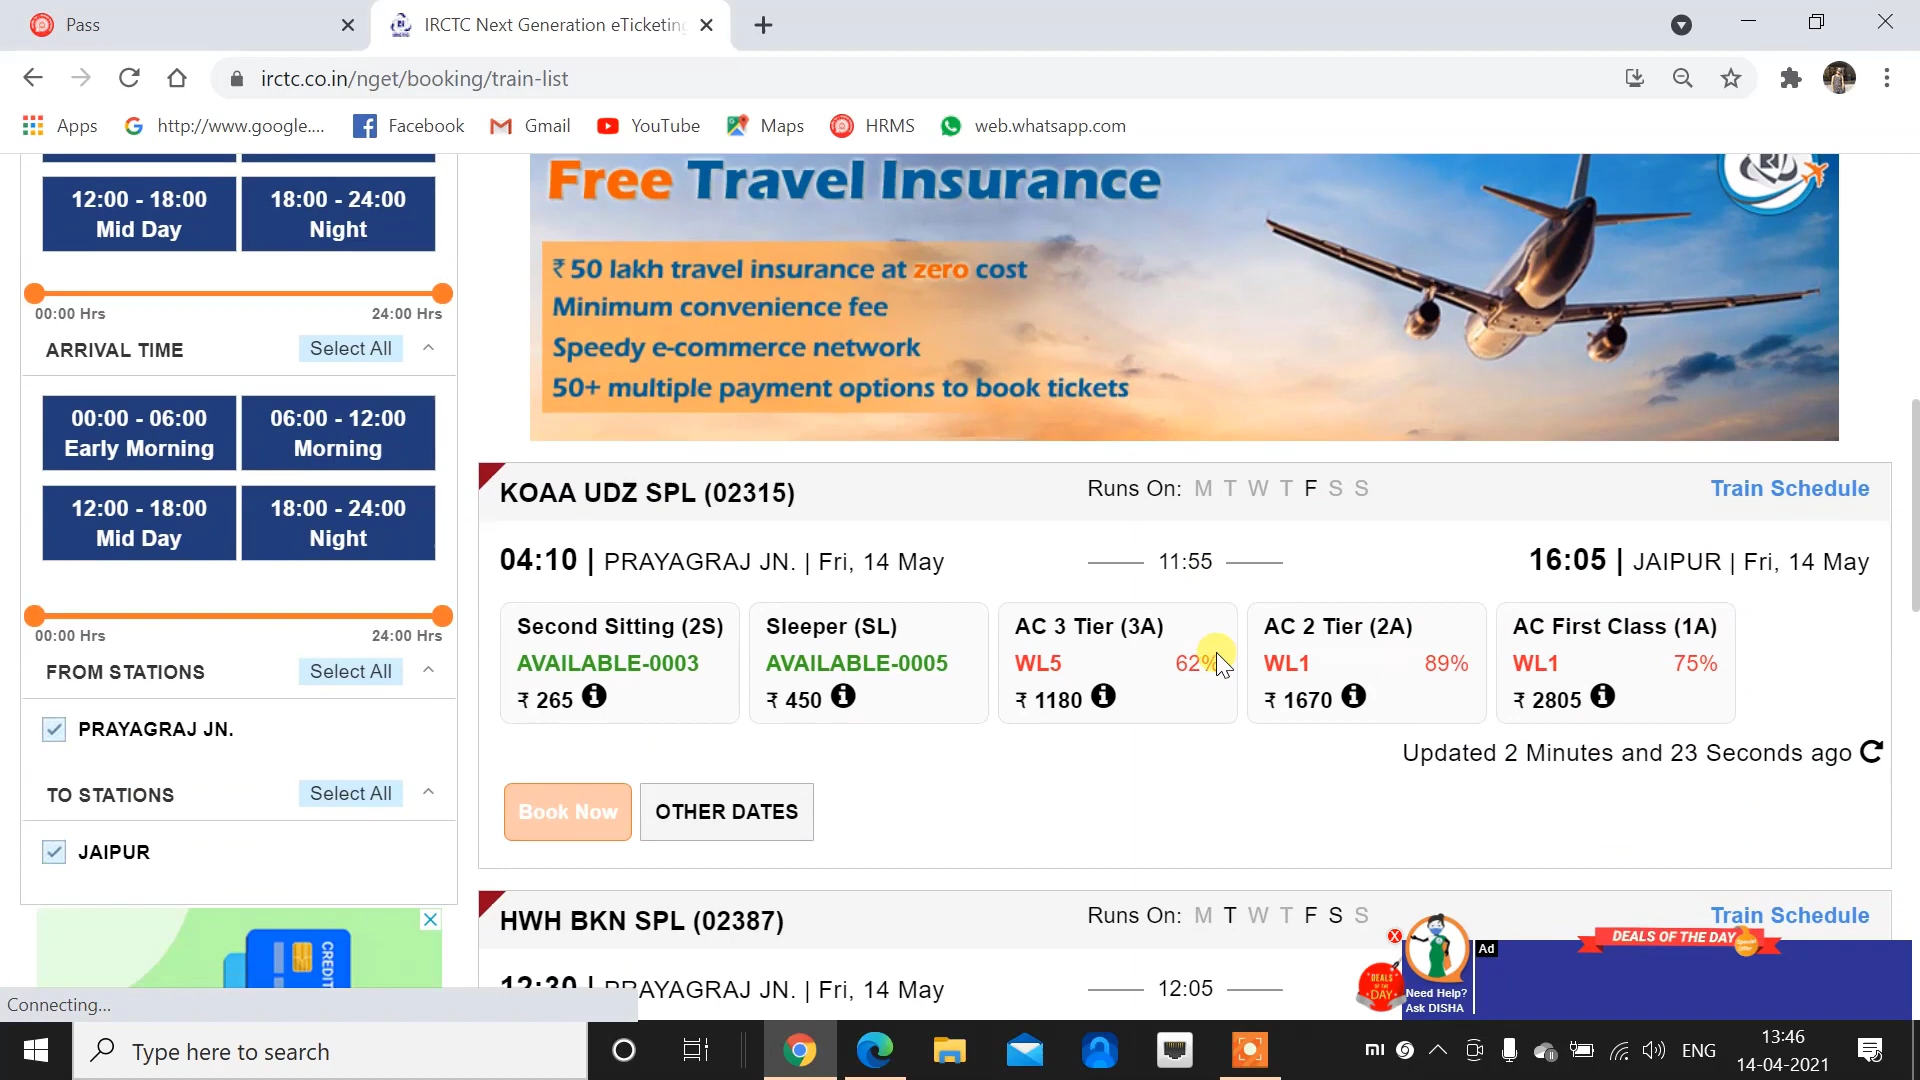 Pass
IRCTC Next Generation eTicketing
irctc.co.in/nget/booking/train-list
Apps
http://www.google....
Facebook
Gmail
YouTube
Maps
HRMS
web.whatsapp.com
12:00 - 18:00
Mid Day
18:00 - 24:00
Night
00:00 Hrs
24:00 Hrs
ARRIVAL TIME
Select All
00:00 - 06:00
Early Morning
06:00 - 12:00
Morning
12:00 - 18:00
Mid Day
18:00 - 24:00
Night
00:00 Hrs
24:00 Hrs
FROM STATIONS
Select All
PRAYAGRAJ JN.
TO STATIONS
Select All
JAIPUR
CREDIT
Free Travel Insurance
₹ 50 lakh travel insurance at zero cost
Minimum convenience fee
Speedy e-commerce network
50+ multiple payment options to book tickets
KOAA UDZ SPL (02315)
Runs On: M T W T F S S
Train Schedule
04:10 | PRAYAGRAJ JN. | Fri, 14 May
11:55
16:05 | JAIPUR | Fri, 14 May
Second Sitting (2S)
AVAILABLE-0003
₹ 265
Sleeper (SL)
AVAILABLE-0005
₹ 450
AC 3 Tier (3A)
WL5 62%
₹ 1180
AC 2 Tier (2A)
WL1 89%
₹ 1670
AC First Class (1A)
WL1 75%
₹ 2805
Updated 2 Minutes and 23 Seconds ago
Book Now
OTHER DATES
HWH BKN SPL (02387)
Runs On: M T W T F S S
Train Schedule
12:30 | PRAYAGRAJ JN. | Fri, 14 May
12:05
X
DEALS OF THE DAY
Need Help?
Ask DISHA
Ad
DEALS OF THE DAY
Connecting...
Type here to search
mi
ENG
13:46
14-04-2021